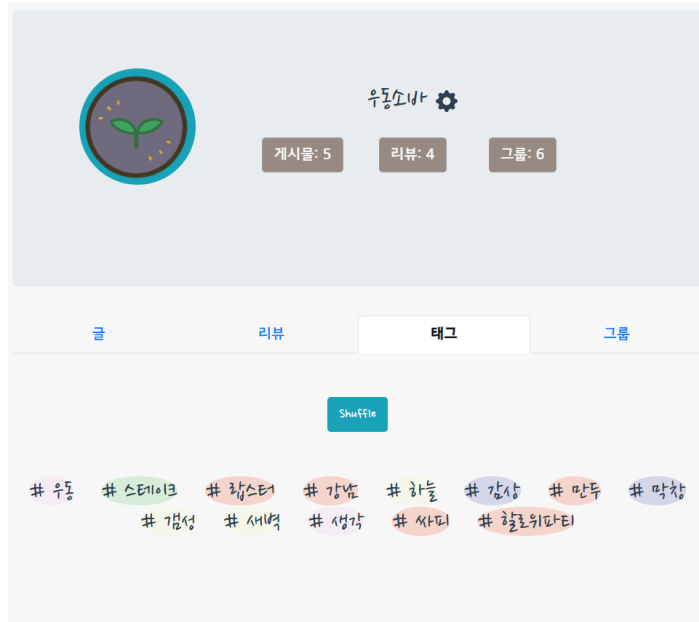 우동소바
게시물: 5 리뷰: 4 그룹: 6
글 리뷰 태그 그룹
Shuffle
# 우동 # 스테이크 # 랍스터 # 강남 # 하늘 # 감상 # 만두 # 막창
# 갬성 # 새벽 # 생각 # 싸피 # 할로위파티